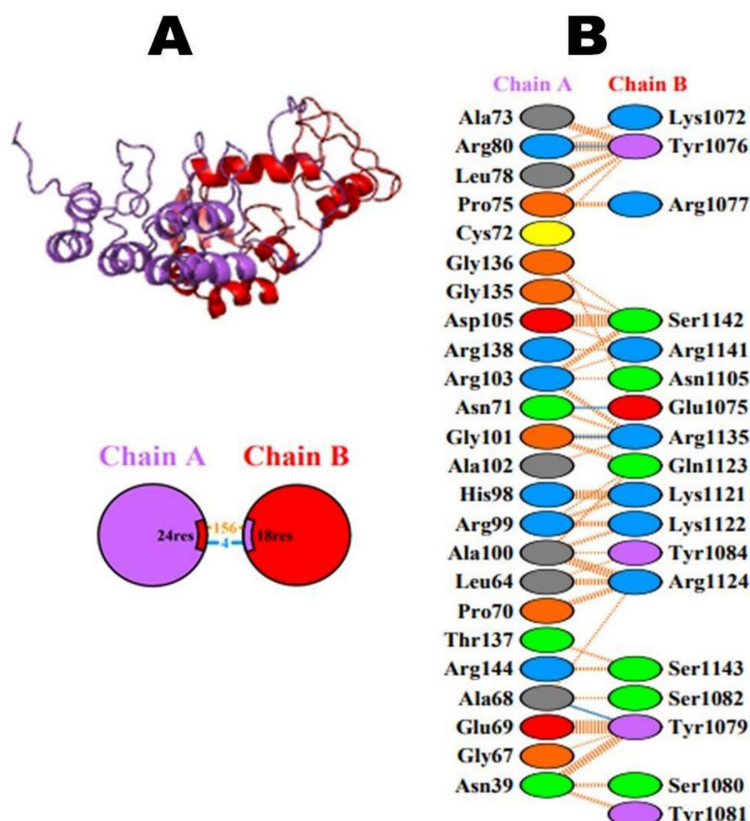 A
B
Chain A Chain B
Ala73 Lys1072
Arg80 Tyr1076
Leu78
Pro75 Arg1077
Cys72
Gly136
Gly135
Asp105 Ser1142
Arg138 Arg1141
Arg103 Asn1105
Asn71 Glu1075
Gly101 Arg1135
Ala102 Gln1123
His98 Lys1121
Arg99 Lys1122
Ala100 Tyr1084
Leu64 Arg1124
Pro70
Thr137
Arg144 Ser1143
Ala68 Ser1082
Glu69 Tyr1079
Gly67
Asn39 Ser1080
Tyr1081
Chain A Chain B
24res 156 18res
4